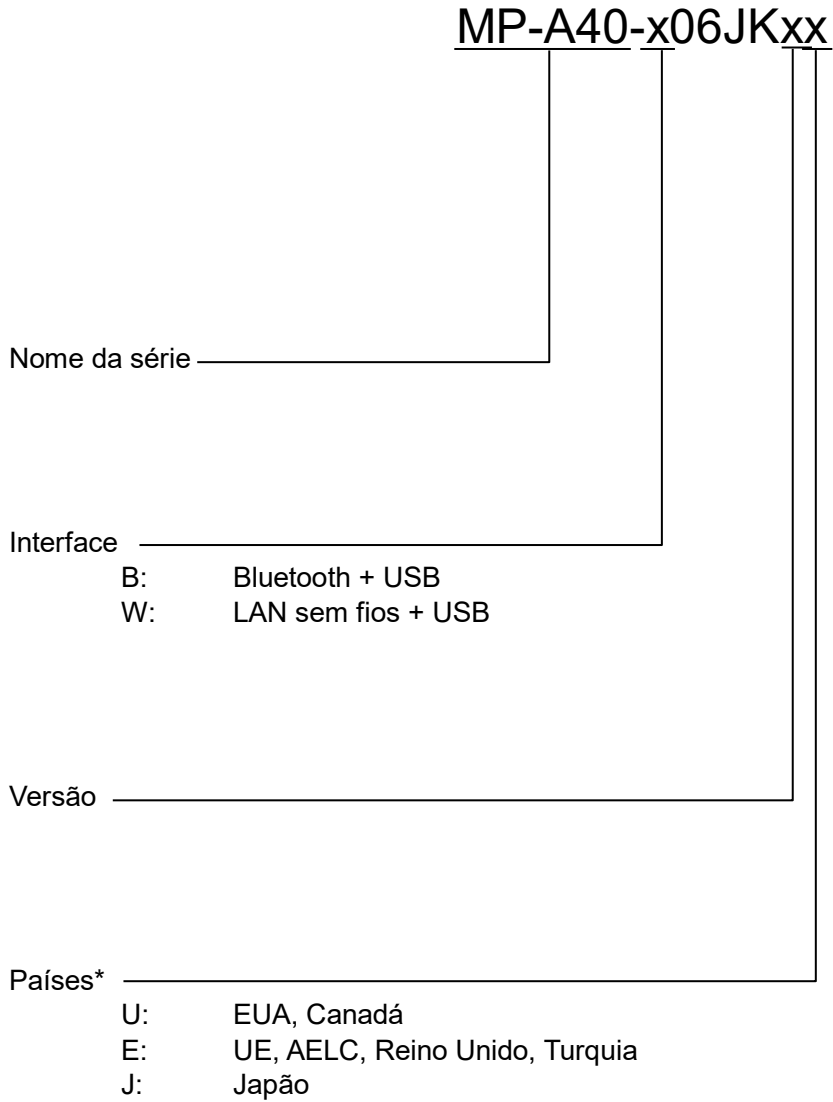 MP-A40-x06JKxx
Nome da série
Interface
B: Bluetooth + USB
W: LAN sem fios + USB
Versão
Países*
U: EUA, Canadá
E: UE, AELC, Reino Unido, Turquia
J: Japão